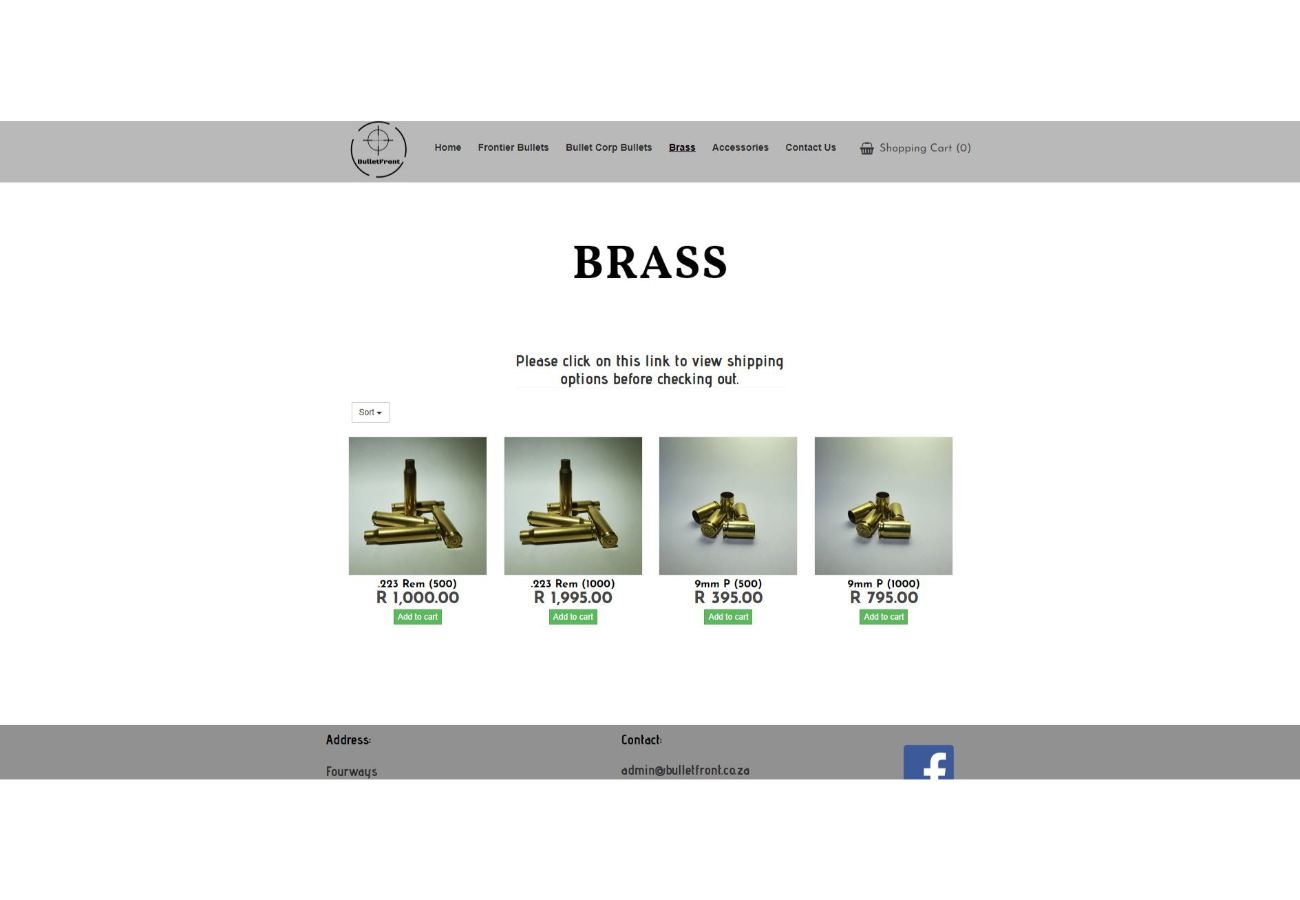 BulletFront
Home Frontier Bullets Bullet Corp Bullets Brass Accessories Contact Us Shopping Cart (0)
BRASS
Please click on this link to view shipping
options before checking out.
Sort
.223 Rem (500) .223 Rem (1000) 9mm P (500) 9mm P (1000)
R 1,000.00 R 1,995.00 R 395.00 R 795.00
Add to cart Add to cart Add to cart Add to cart
Address: Contact:
Fourways admin@bulletfront.co.za